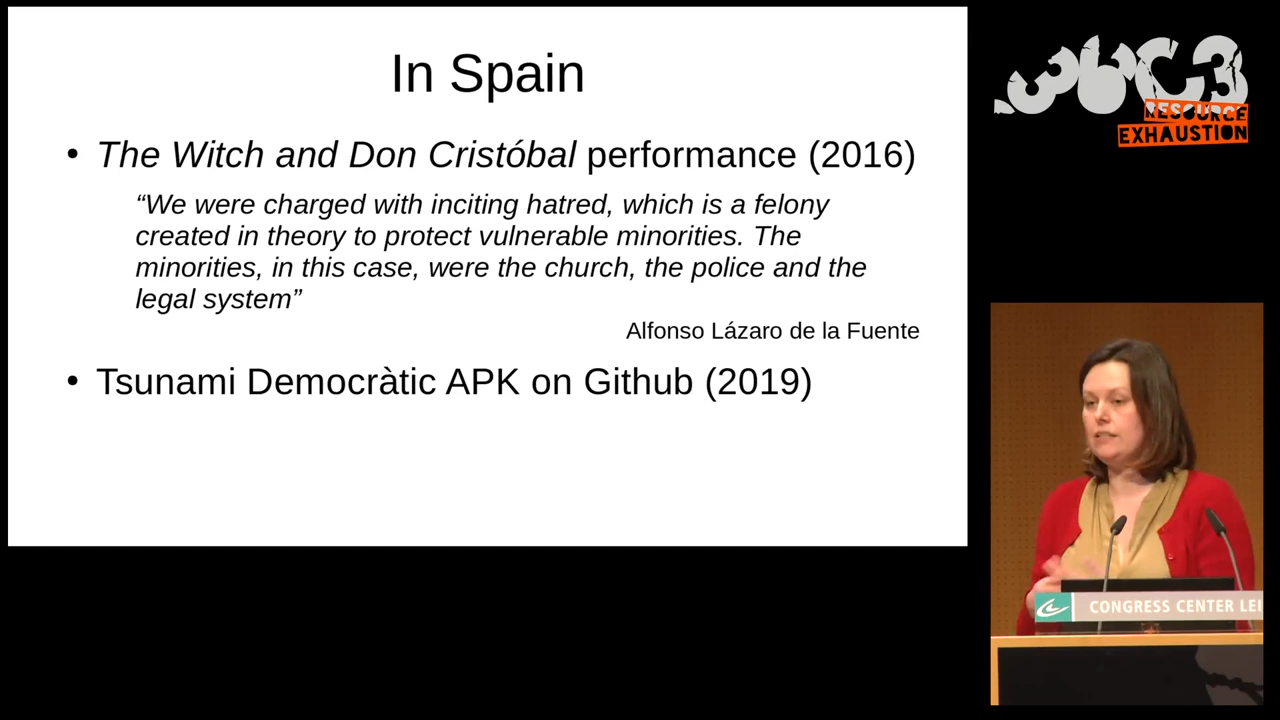 In Spain
• The Witch and Don Cristóbal performance (2016)
“We were charged with inciting hatred, which is a felony
created in theory to protect vulnerable minorities. The
minorities, in this case, were the church, the police and the
legal system”
Alfonso Lázaro de la Fuente
• Tsunami Democràtic APK on Github (2019)
36C3
RESOURCE
EXHAUSTION
CONGRESS CENTER LEI